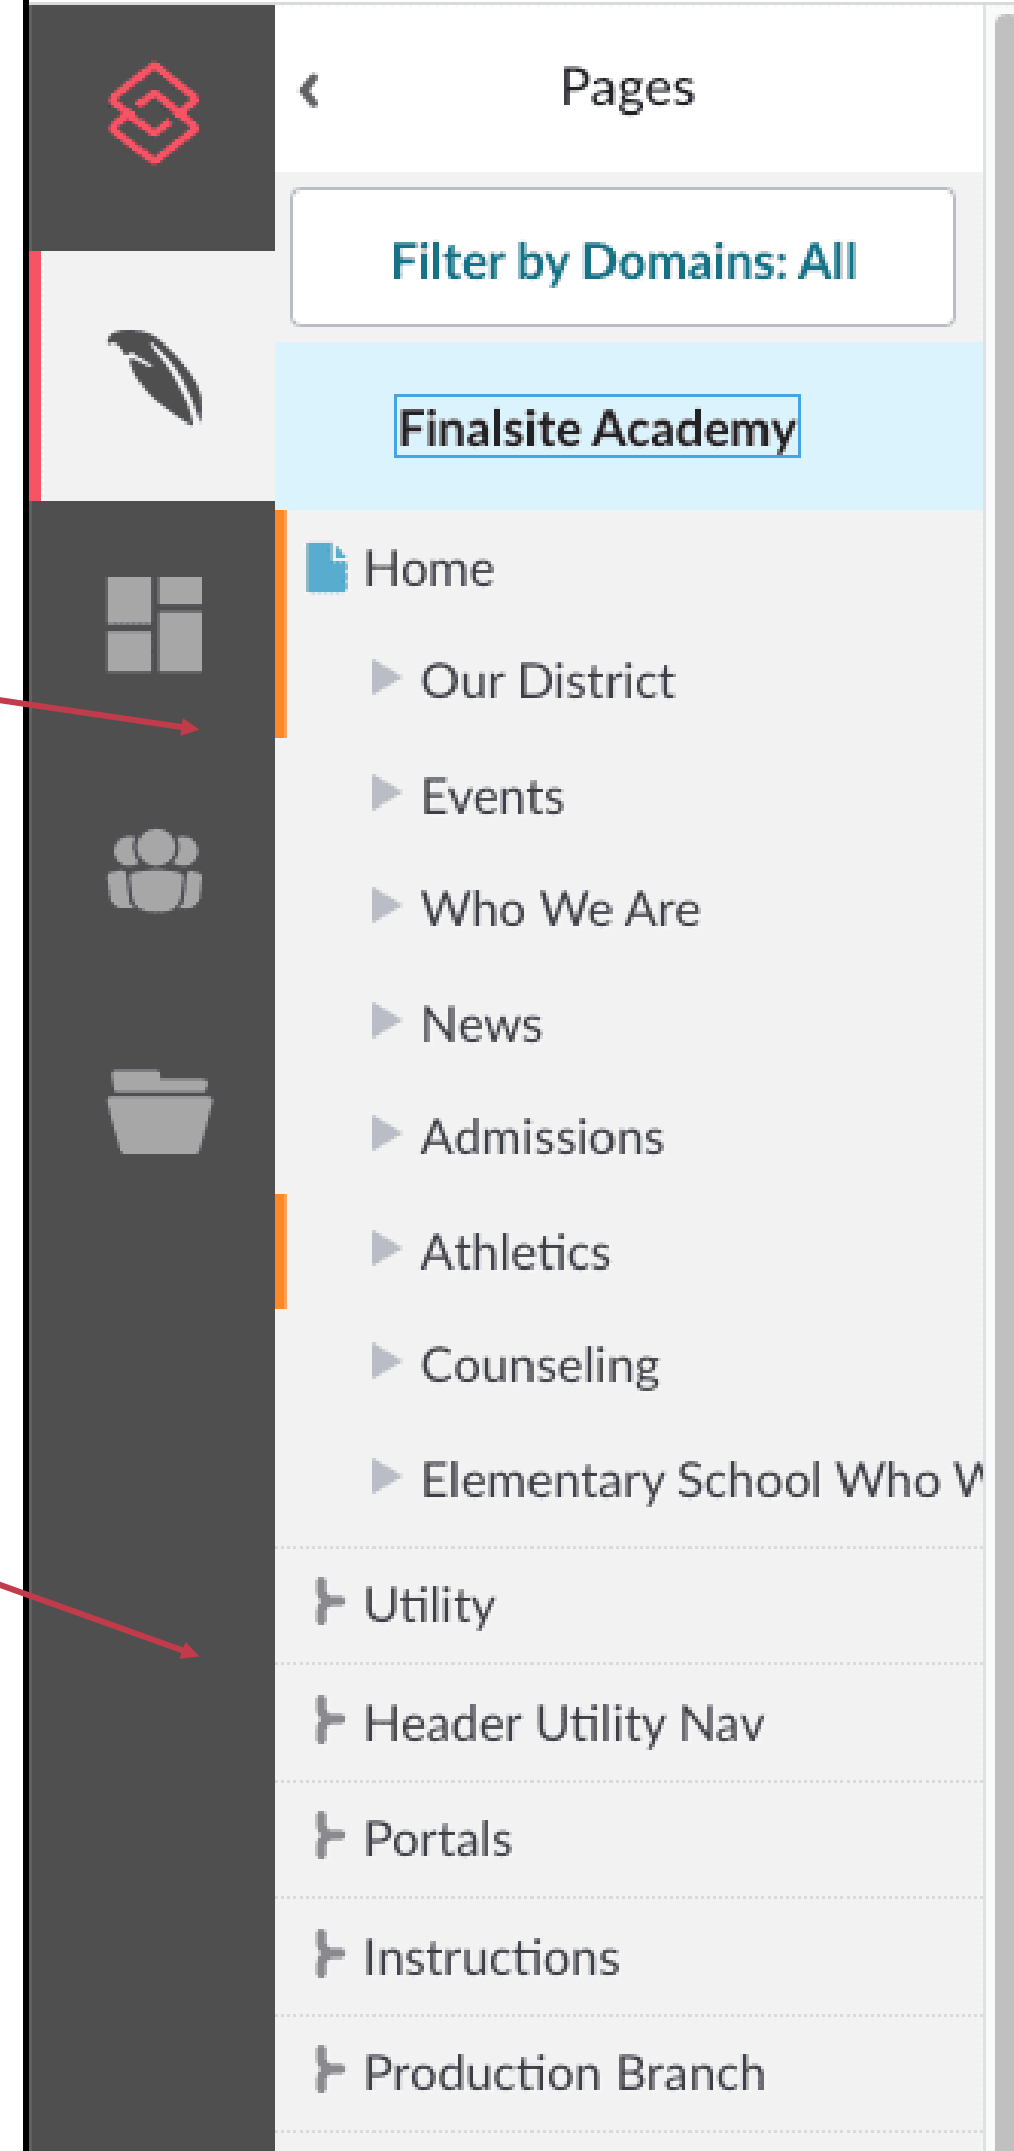 Pages
Filter by Domains: All
Finalsite Academy
Home
Our District
Events
Who We Are
News
Admissions
Athletics
Counseling
Elementary School Who
Utility
Header Utility Nav
Portals
Instructions
Production Branch